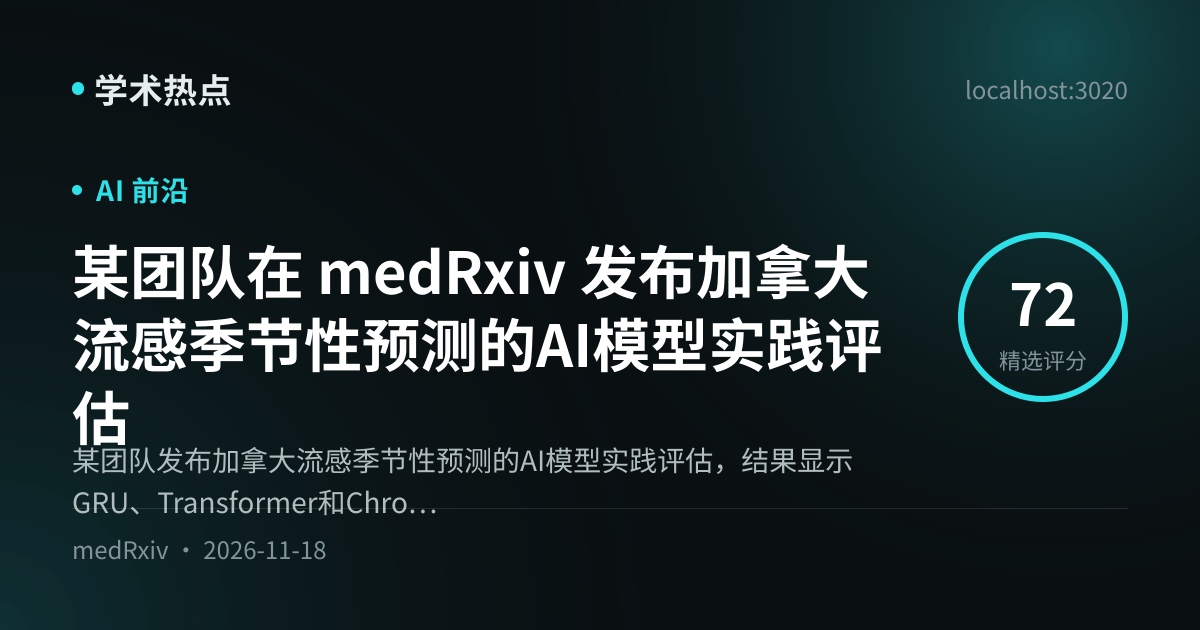 学术热点
localhost:3020
AI 前沿
某团队在 medRxiv 发布加拿大
流感季节性预测的AI模型实践评
估
72
精选评分
某团队发布加拿大流感季节性预测的AI模型实践评估，结果显示
GRU、Transformer和Chro…
medRxiv · 2026-11-18